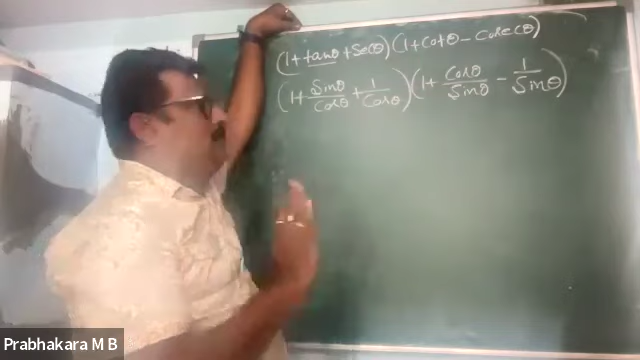 (1 + tanθ + Secθ) (1 + Cotθ - Cosecθ)
(1 + Sinθ/Cosθ + 1/Cosθ) (1 + Cosθ/Sinθ - 1/Sinθ)
Prabhakara M B